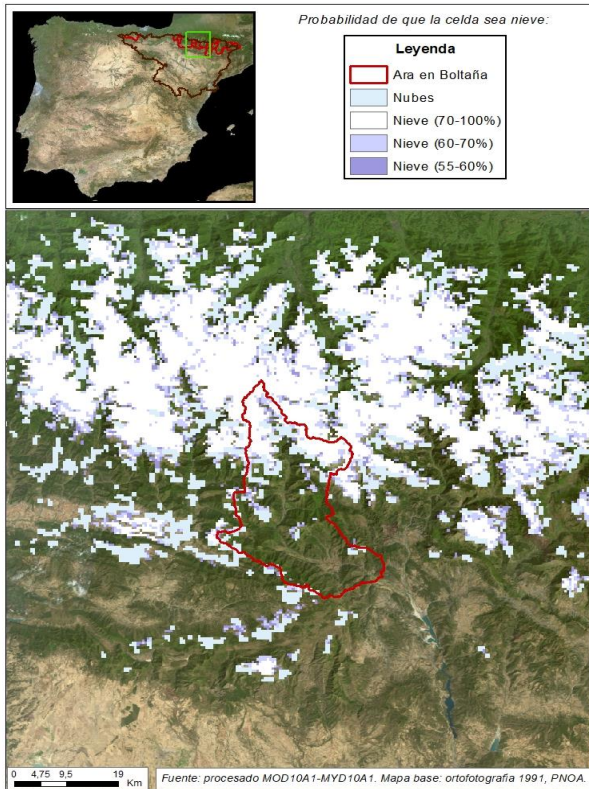 Probabilidad de que la celda sea nieve:
Leyenda
Ara en Boltaña
Nubes
Nieve (70-100%)
Nieve (60-70%)
Nieve (55-60%)
0 4,75 9,5 19
Km
Fuente: procesado MOD10A1-MYD10A1. Mapa base: ortofotografia 1991, PNOA.